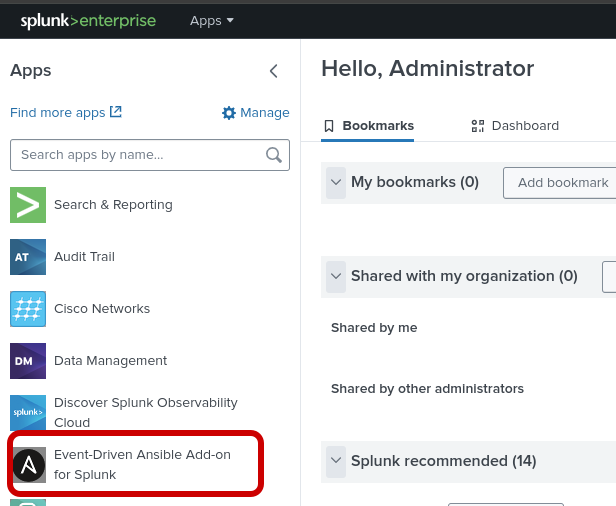 splunk>enterprise Apps
Apps
Find more apps Manage
Search apps by name...
Search & Reporting
AT
Audit Trail
Cisco Networks
DM
Data Management
splunk>
Discover Splunk Observability
Cloud
Event-Driven Ansible Add-on
for Splunk
Hello, Administrator
Bookmarks Dashboard
My bookmarks (0) Add bookmark
Shared with my organization (0)
Shared by me
Shared by other administrators
Splunk recommended (14)